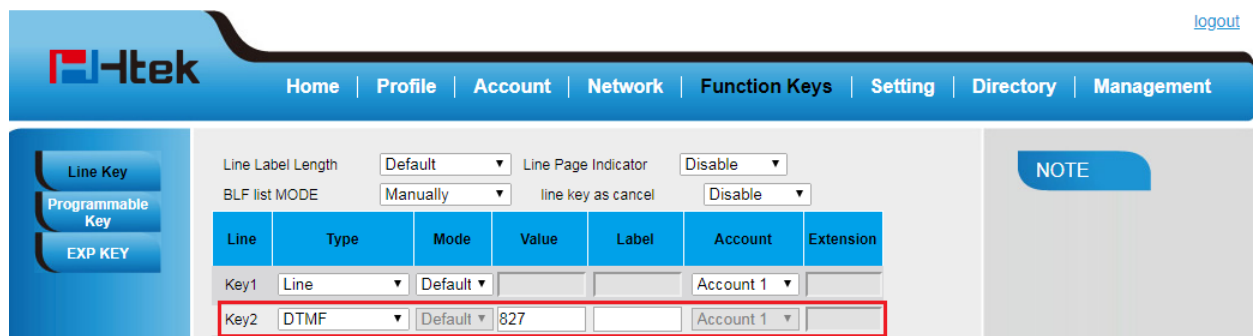 logout
Htek
Home | Profile | Account | Network | Function Keys | Setting | Directory | Management
Line Key
Programmable Key
EXP KEY
Line Label Length Default Line Page Indicator Disable
BLF list MODE Manually line key as cancel Disable
Line Type Mode Value Label Account Extension
Key1 Line Default Account 1
Key2 DTMF Default 827 Account 1
NOTE